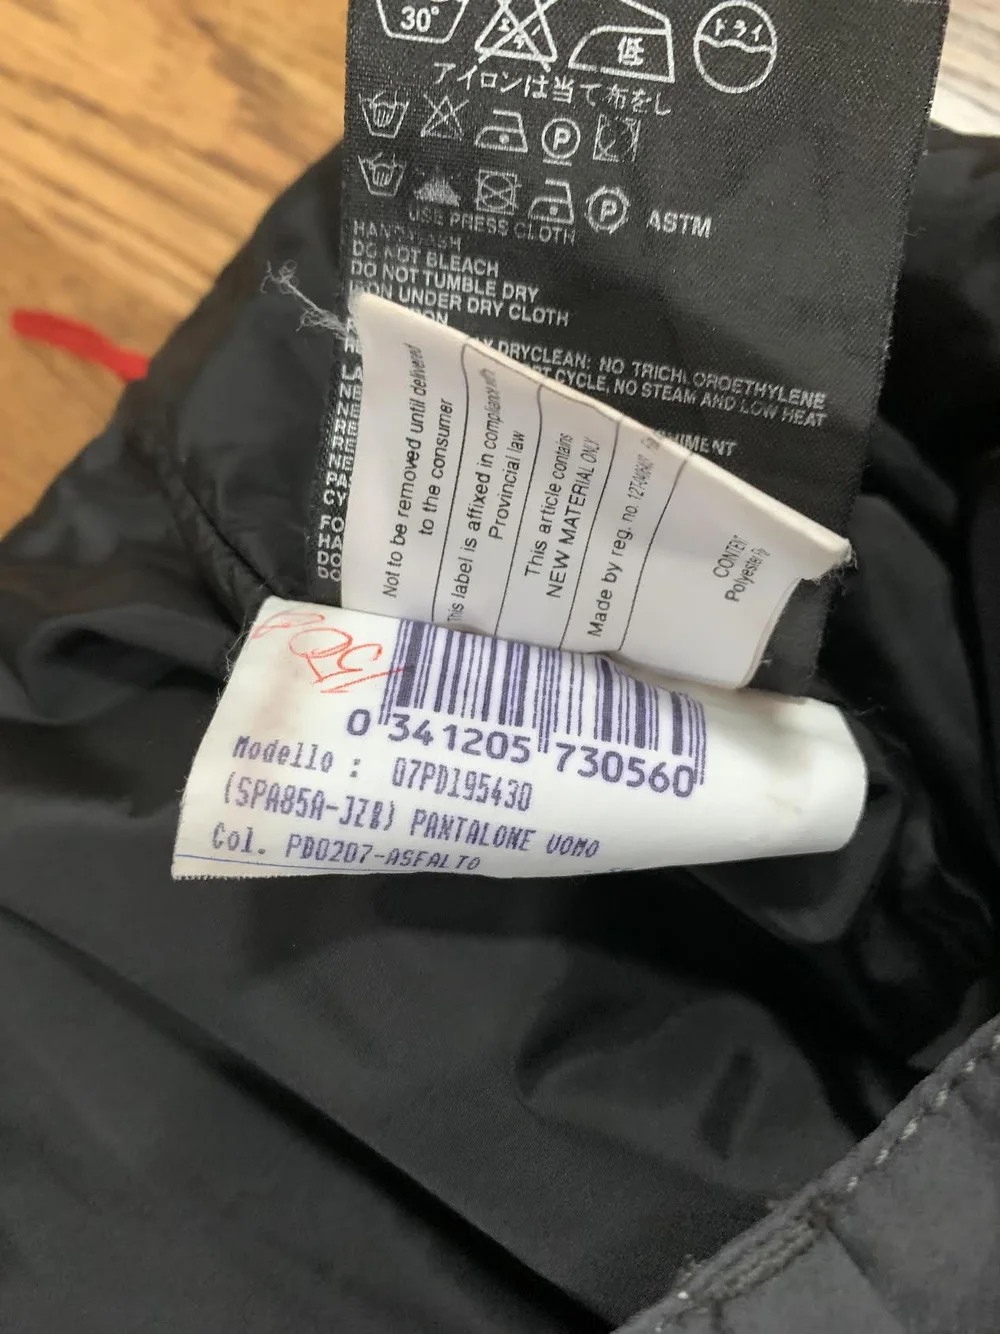 30°
低
ドライ
アイロンは当て布をし
P
P
ASTM
USE PRESS CLOTH
HAND WASH
DO NOT BLEACH
DO NOT TUMBLE DRY
IRON UNDER DRY CLOTH
DRYCLEAN: NO TRICHLOROETHYLENE
CYCLE, NO STEAM AND LOW HEAT
Not to be removed until delivered
to the consumer
This label is affixed in compliance with
Provincial law
This article contains
NEW MATERIAL ONLY
Made by reg. no.
CONTENT
Polyester
0 341205 730560
Modello : 07PD195430
(SPA85A-JZB) PANTALONE UOMO
Col. PD0207-ASFALTO